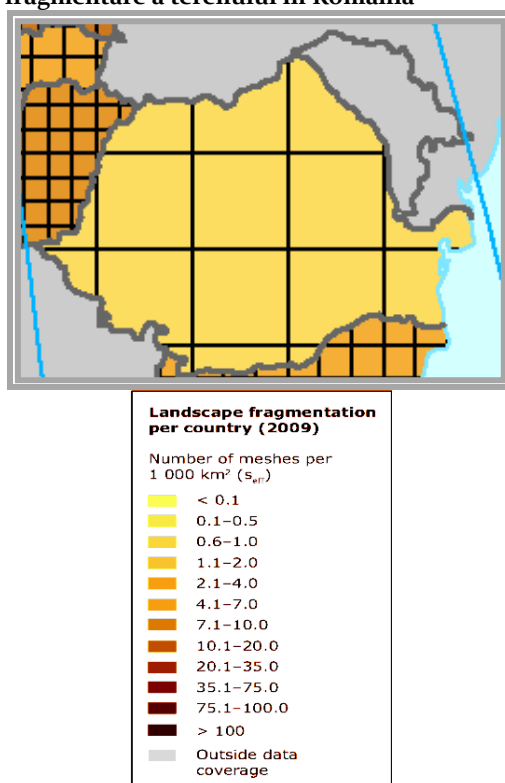 fragmentare a terenului în România
Landscape fragmentation
per country (2009)
Number of meshes per
1 000 km² (s_eff)
< 0.1
0.1–0.5
0.6–1.0
1.1–2.0
2.1–4.0
4.1–7.0
7.1–10.0
10.1–20.0
20.1–35.0
35.1–75.0
75.1–100.0
> 100
Outside data
coverage